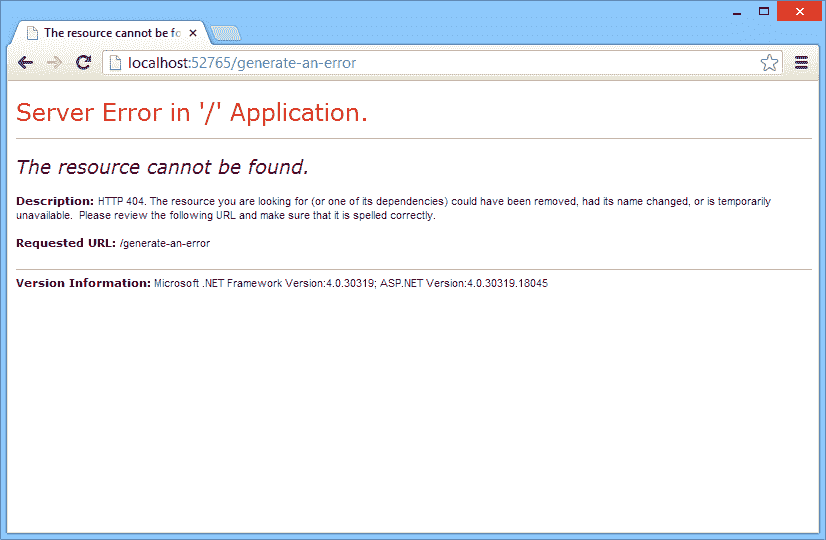 The resource cannot be fo
localhost:52765/generate-an-error
Server Error in '/' Application.
The resource cannot be found.
Description: HTTP 404. The resource you are looking for (or one of its dependencies) could have been removed, had its name changed, or is temporarily
unavailable.  Please review the following URL and make sure that it is spelled correctly.
Requested URL: /generate-an-error
Version Information: Microsoft .NET Framework Version:4.0.30319; ASP.NET Version:4.0.30319.18045